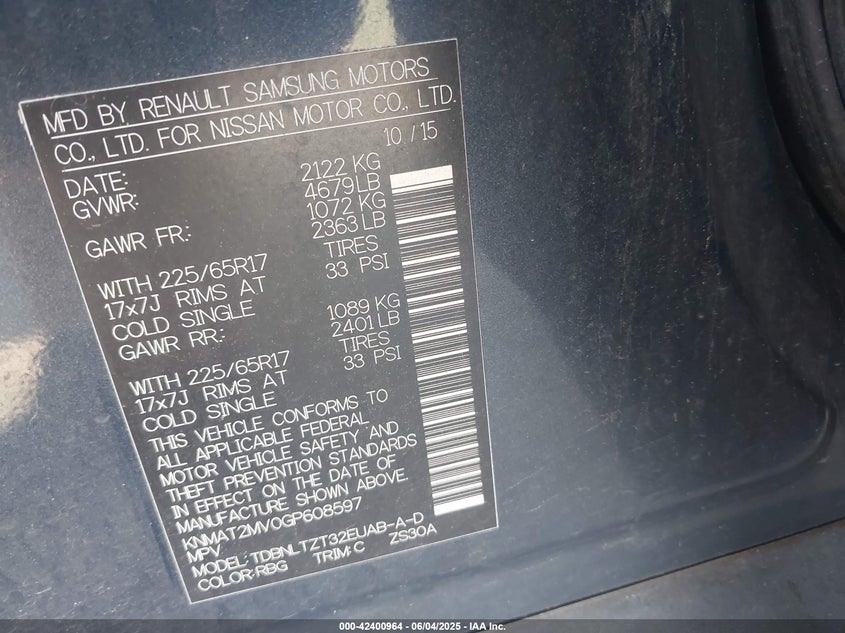 MFD BY RENAULT SAMSUNG MOTORS
CO., LTD. FOR NISSAN MOTOR CO., LTD.
DATE: 10 / 15
GVWR: 2122 KG
4679 LB
GAWR FR.: 1072 KG
2363 LB
WITH 225/65R17 TIRES
17x7J RIMS AT 33 PSI
COLD SINGLE
GAWR RR.: 1089 KG
2401 LB
WITH 225/65R17 TIRES
17x7J RIMS AT 33 PSI
COLD SINGLE
THIS VEHICLE CONFORMS TO
ALL APPLICABLE FEDERAL
MOTOR VEHICLE SAFETY AND
THEFT PREVENTION STANDARDS
IN EFFECT ON THE DATE OF
MANUFACTURE SHOWN ABOVE.
KNMAT2MV0GP608597
MPV
MODEL: TDBNLTZT32EUAB-A-D
COLOR: RBG TRIM: C ZS30A
000-42400964 - 06/04/2025 - IAA Inc.